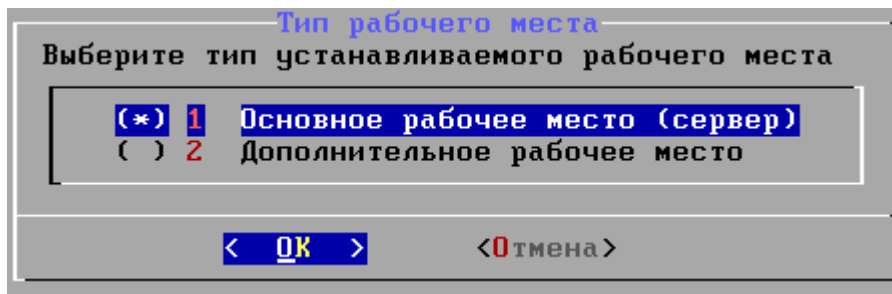 Тип рабочего места
Выберите тип устанавливаемого рабочего места
(*) 1 Основное рабочее место (сервер)
( ) 2 Дополнительное рабочее место
< OK > <Отмена>